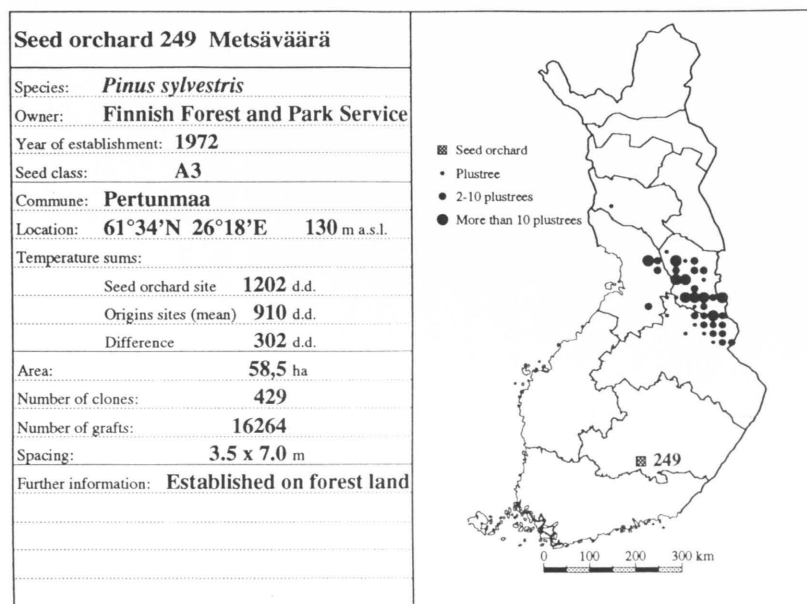 Seed orchard 249 Metsäväärä
Species: Pinus sylvestris
Owner: Finnish Forest and Park Service
Year of establishment: 1972
Seed class: A3
Commune: Pertunmaa
Location: 61°34'N 26°18'E 130 m a.s.l.
Temperature sums:
Seed orchard site 1202 d.d.
Origins sites (mean) 910 d.d.
Difference 302 d.d.
Area: 58,5 ha
Number of clones: 429
Number of grafts: 16264
Spacing: 3.5 x 7.0 m
Further information: Established on forest land
Seed orchard
Plustree
2-10 plustrees
More than 10 plustrees
249
0 100 200 300 km